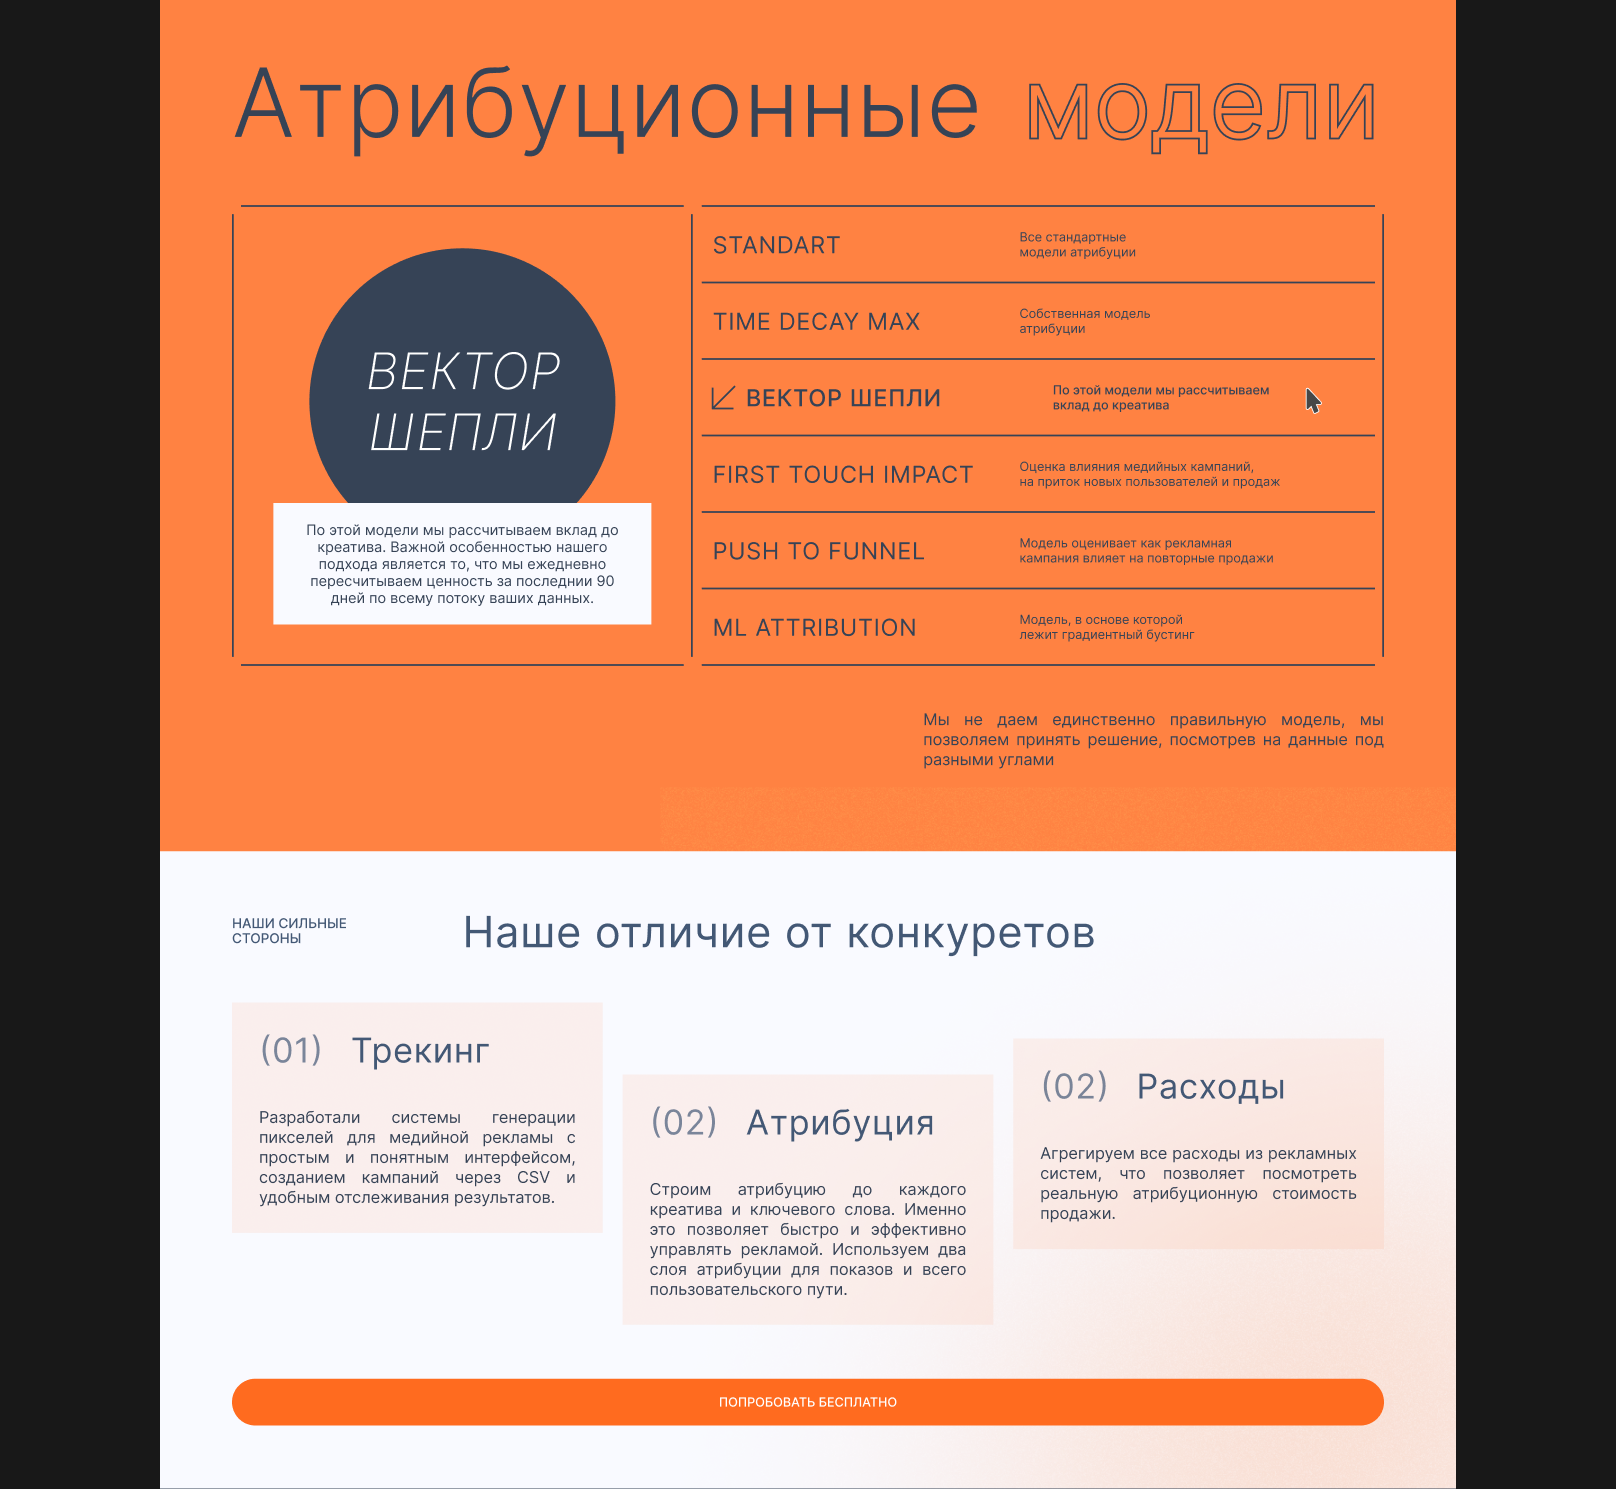 Атрибуционные модели
ВЕКТОР
ШЕПЛИ
По этой модели мы рассчитываем вклад до
креатива. Важной особенностью нашего
подхода является то, что мы ежедневно
пересчитываем ценность за последнии 90
дней по всему потоку ваших данных.
STANDART
Все стандартные
модели атрибуции
TIME DECAY MAX
Собственная модель
атрибуции
ВЕКТОР ШЕПЛИ
По этой модели мы рассчитываем
вклад до креатива
FIRST TOUCH IMPACT
Оценка влияния медийных кампаний,
на приток новых пользователей и продаж
PUSH TO FUNNEL
Модель оценивает как рекламная
кампания влияет на повторные продажи
ML ATTRIBUTION
Модель, в основе которой
лежит градиентный бустинг
Мы не даем единственно правильную модель, мы
позволяем принять решение, посмотрев на данные под
разными углами
НАШИ СИЛЬНЫЕ
СТОРОНЫ
Наше отличие от конкуретов
(01) Трекинг
Разработали системы генерации
пикселей для медийной рекламы с
простым и понятным интерфейсом,
созданием кампаний через CSV и
удобным отслеживания результатов.
(02) Атрибуция
Строим атрибуцию до каждого
креатива и ключевого слова. Именно
это позволяет быстро и эффективно
управлять рекламой. Используем два
слоя атрибуции для показов и всего
пользовательского пути.
(02) Расходы
Агрегируем все расходы из рекламных
систем, что позволяет посмотреть
реальную атрибуционную стоимость
продажи.
ПОПРОБОВАТЬ БЕСПЛАТНО